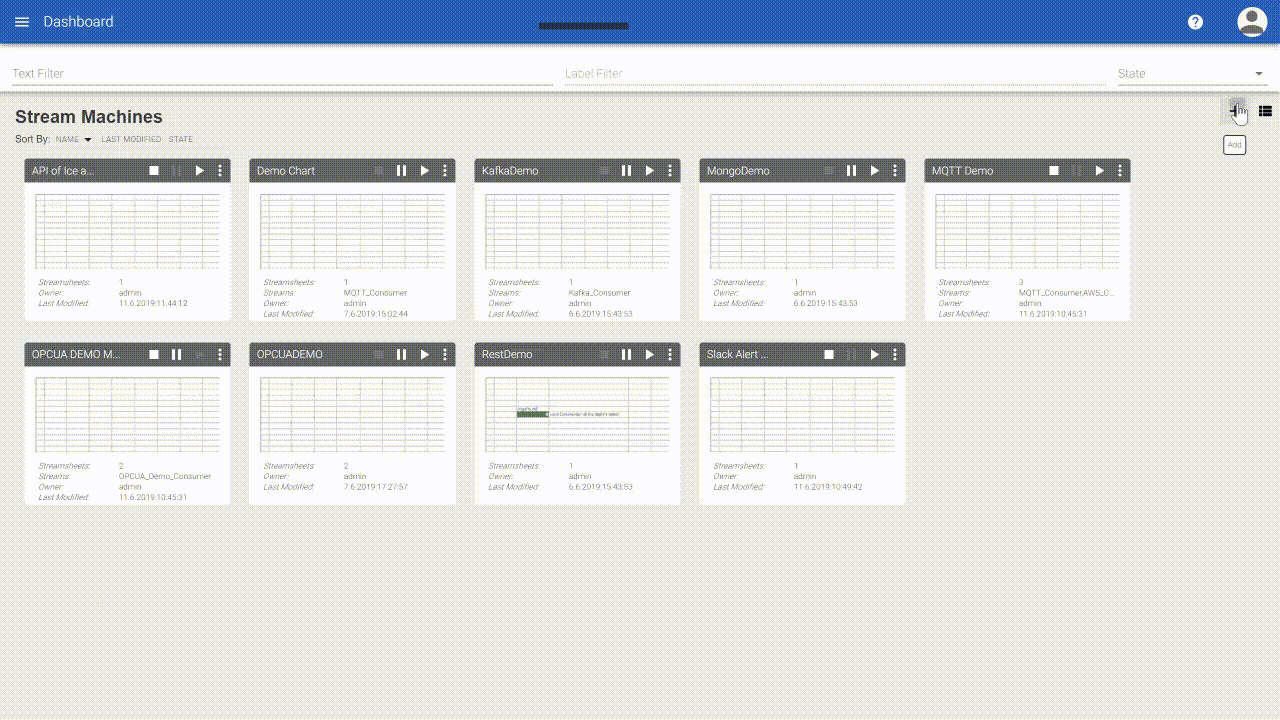 Dashboard
Text Filter
Label Filter
State
Stream Machines
Add
Sort By: NAME LAST MODIFIED STATE
API of Ice a...
Streamsheets: 1
Owner: admin
Last Modified: 11.6.2019:11:44:12
Demo Chart
Streamsheets: 1
Streams: MQTT_Consumer
Owner: admin
Last Modified: 7.6.2019:15:02:44
KafkaDemo
Streamsheets: 1
Streams: Kafka_Consumer
Owner: admin
Last Modified: 6.6.2019:15:43:53
MongoDemo
Streamsheets: 1
Owner: admin
Last Modified: 6.6.2019:15:43:53
MQTT Demo
Streamsheets: 3
Streams: MQTT_Consumer,AWS_C...
Owner: admin
Last Modified: 11.6.2019:10:45:31
OPCUA DEMO M...
Streamsheets: 2
Streams: OPCUA_Demo_Consumer
Owner: admin
Last Modified: 11.6.2019:10:45:31
OPCUADEMO
Streamsheets: 2
Owner: admin
Last Modified: 7.6.2019:17:27:57
RestDemo
Streamsheets: 1
Owner: admin
Last Modified: 6.6.2019:15:43:53
Slack Alert ...
Streamsheets: 1
Owner: admin
Last Modified: 11.6.2019:10:49:42